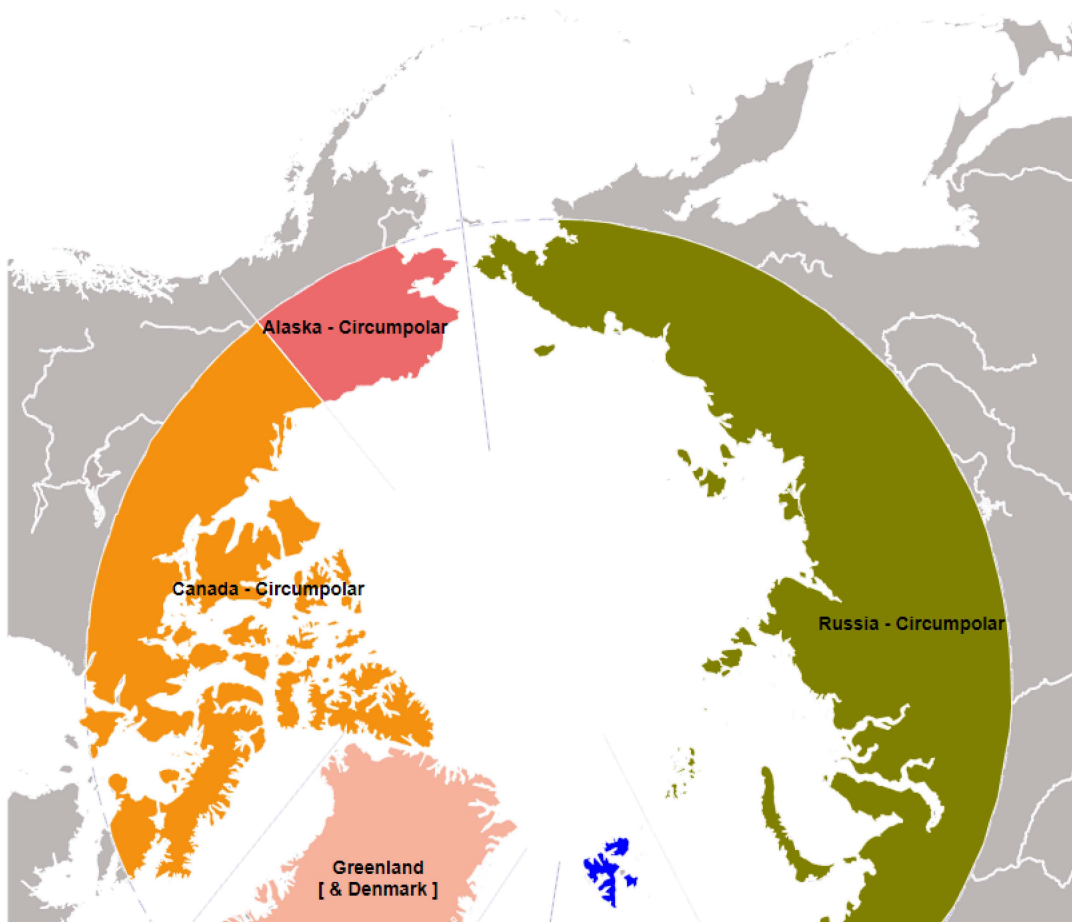 Alaska - Circumpolar
Canada - Circumpolar
Russia - Circumpolar
Greenland
[ & Denmark ]